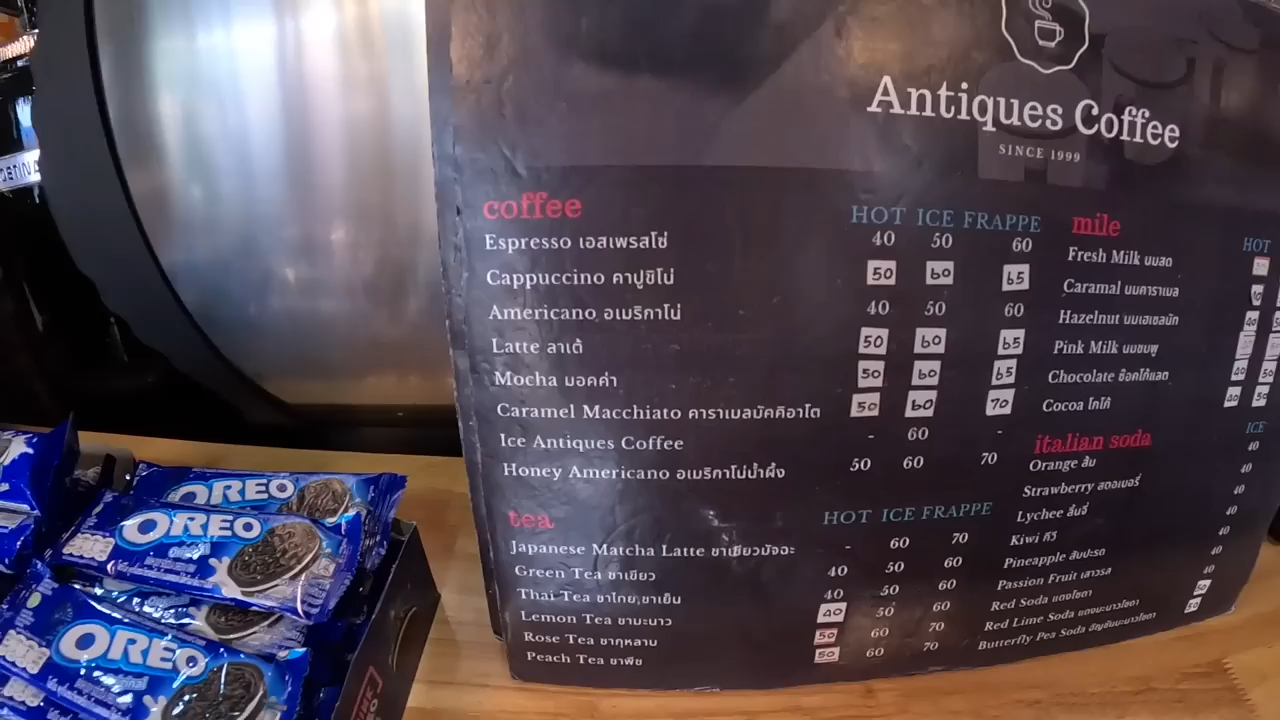 Antiques Coffee
SINCE 1999
coffee HOT ICE FRAPPE
Espresso เอสเพรสโซ่ 40 50 60
Cappuccino คาปูชิโน่ 50 60 65
Americano อเมริกาโน่ 40 50 60
Latte ลาเต้ 50 60 65
Mocha มอคค่า 50 60 65
Caramel Macchiato คาราเมลมัคคิอาโต 50 60 70
Ice Antiques Coffee - 60 -
Honey Americano อเมริกาโน่น้ำผึ้ง 50 60 70
tea HOT ICE FRAPPE
Japanese Matcha Latte ชาเขียวมัจฉะ - 60 70
Green Tea ชาเขียว 40 50 60
Thai Tea ชาไทย,ชาเย็น 40 50 60
Lemon Tea ชามะนาว 40 50 60
Rose Tea ชากุหลาบ 50 60 70
Peach Tea ชาพีช 50 60 70
mile HOT
Fresh Milk นมสด
Caramal นมคาราเมล
Hazelnut นมเฮเซลนัท 40
Pink Milk นมชมพู
Chocolate ช๊อคโก้แลต 40 50
Cocoa โกโก้ 40 50
italian soda ICE
Orange ส้ม 40
Strawberry สตอเบอรี่ 40
Lychee ลิ้นจี่ 40
Kiwi กีวี 40
Pineapple สับปะรด 40
Passion Fruit เสาวรส 40
Red Soda แดงโซดา 40
Red Lime Soda แดงมะนาวโซดา 50
Butterfly Pea Soda อัญชันมะนาวโซดา 50
OREO
OREO
OREO